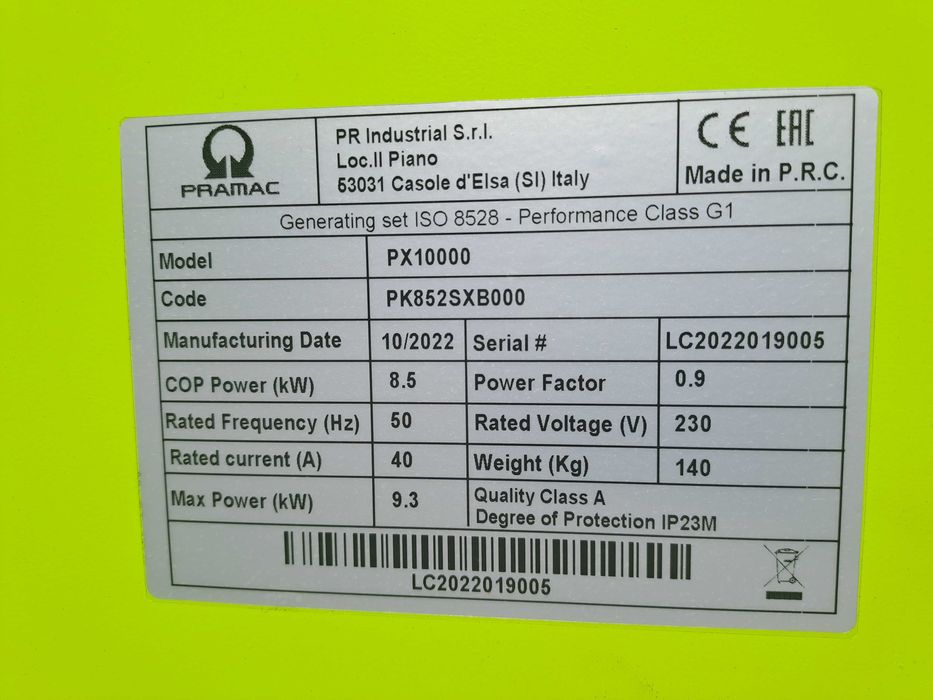 PRAMAC
PR Industrial S.r.l.
Loc.Il Piano
53031 Casole d'Elsa (SI) Italy
CE EAC
Made in P.R.C.
Generating set ISO 8528 - Performance Class G1
Model PX10000
Code PK852SXB000
Manufacturing Date 10/2022 Serial # LC2022019005
COP Power (kW) 8.5 Power Factor 0.9
Rated Frequency (Hz) 50 Rated Voltage (V) 230
Rated current (A) 40 Weight (Kg) 140
Max Power (kW) 9.3 Quality Class A
Degree of Protection IP23M
LC2022019005